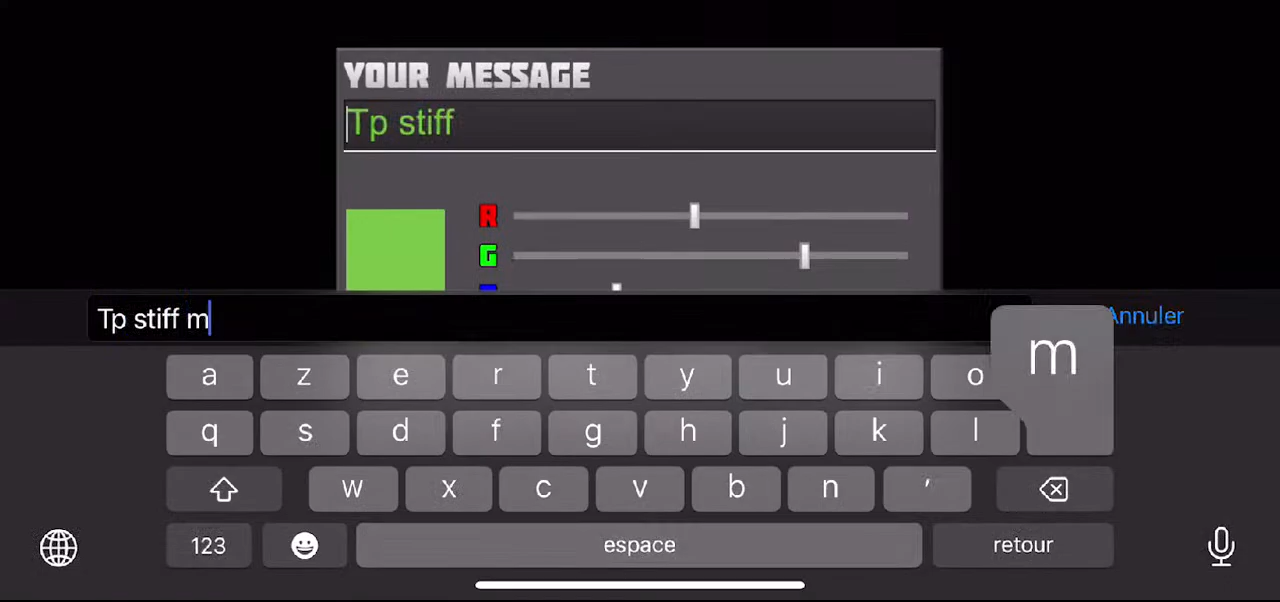 YOUR MESSAGE
Tp stiff
R
G
Tp stiff m
Annuler
m
a z e r t y u i o
q s d f g h j k l
w x c v b n '
123 espace retour